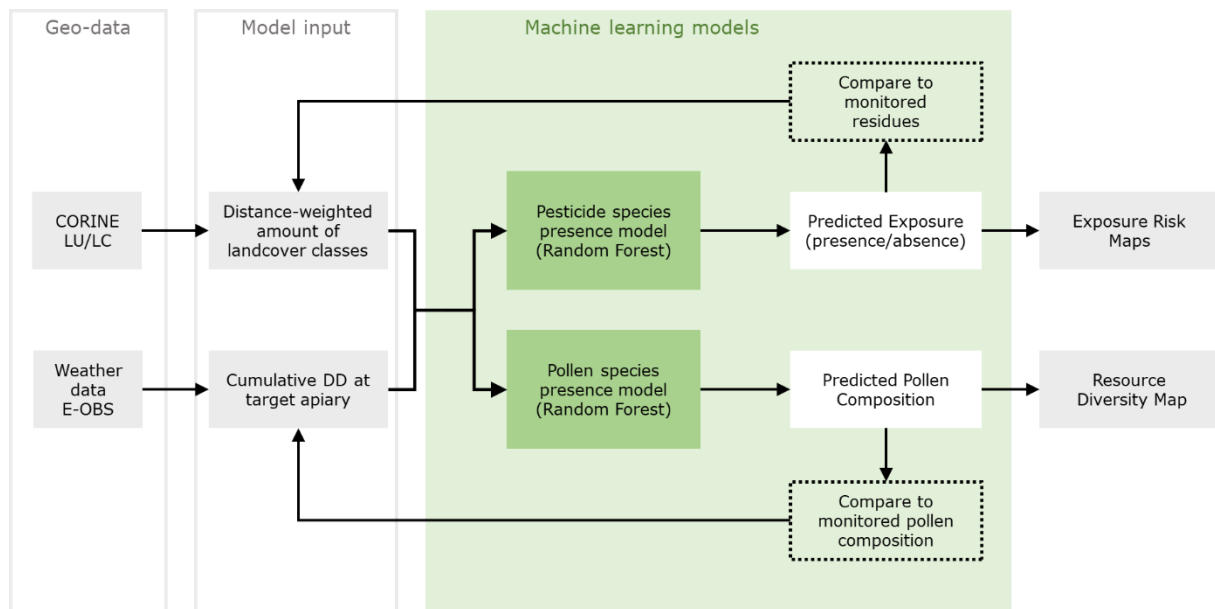 Geo-data
Model input
Machine learning models
Compare to
monitored
residues
CORINE
LU/LC
Distance-weighted
amount of
landcover classes
Pesticide species
presence model
(Random Forest)
Predicted Exposure
(presence/absence)
Exposure Risk
Maps
Weather
data
E-OBS
Cumulative DD at
target apiary
Pollen species
presence model
(Random Forest)
Predicted Pollen
Composition
Resource
Diversity Map
Compare to
monitored pollen
composition